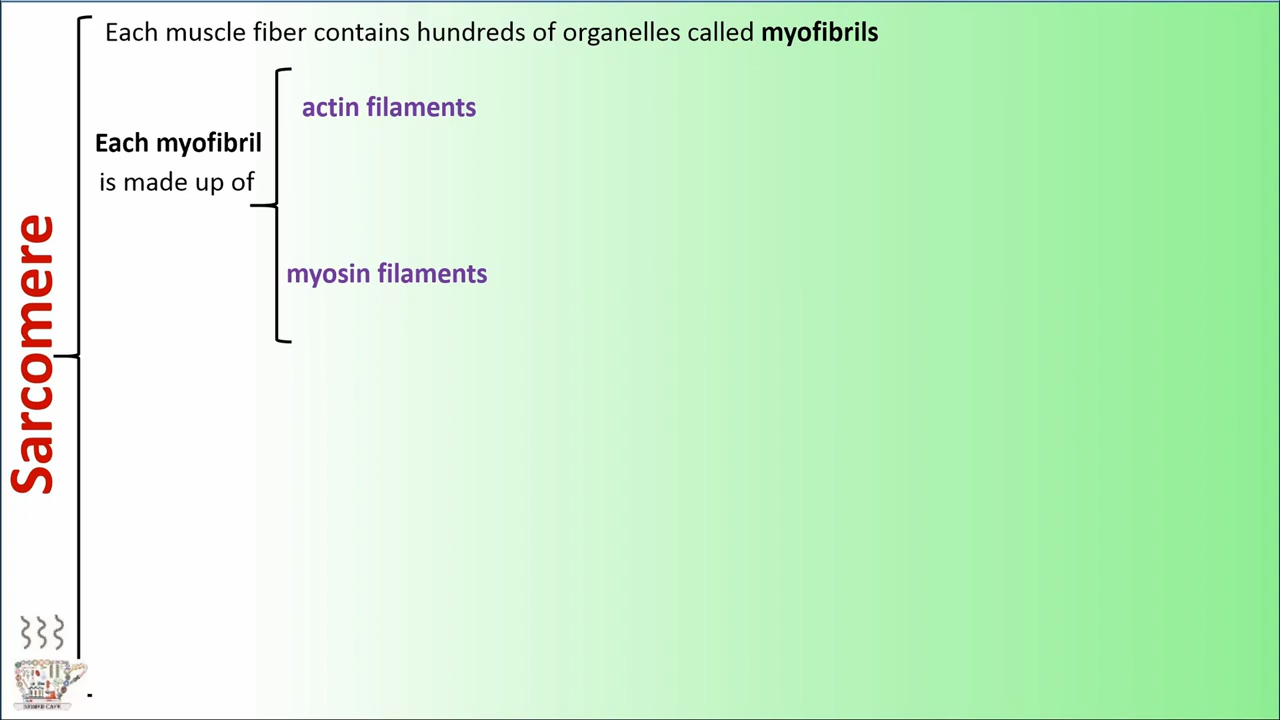 Each muscle fiber contains hundreds of organelles called myofibrils
actin filaments
Each myofibril
is made up of
myosin filaments
Sarcomere